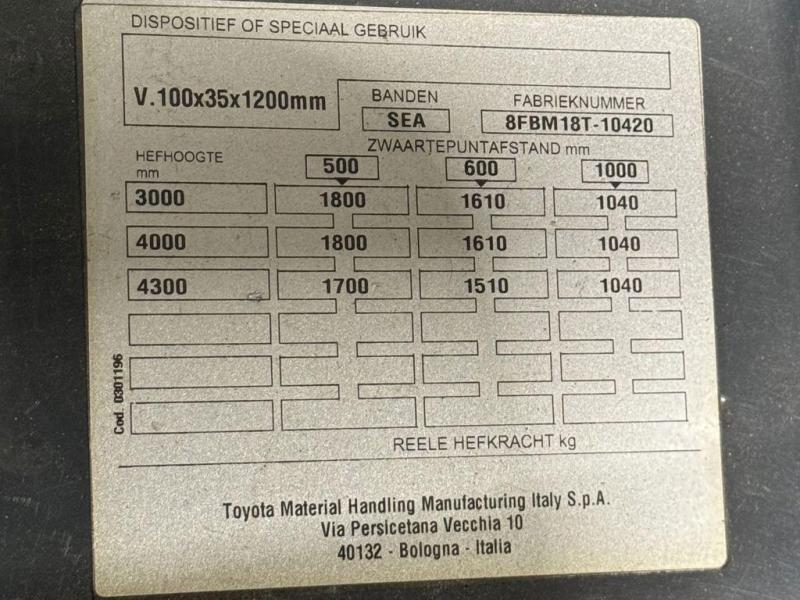 DISPOSITIEF OF SPECIAAL GEBRUIK
V.100x35x1200mm
BANDEN
SEA
FABRIEKNUMMER
8FBM18T-10420
HEFHOOGTE
mm
ZWAARTEPUNTAFSTAND mm
500 600 1000
3000 1800 1610 1040
4000 1800 1610 1040
4300 1700 1510 1040
Cod. 0301196
REELE HEFKRACHT kg
Toyota Material Handling Manufacturing Italy S.p.A.
Via Persicetana Vecchia 10
40132 - Bologna - Italia